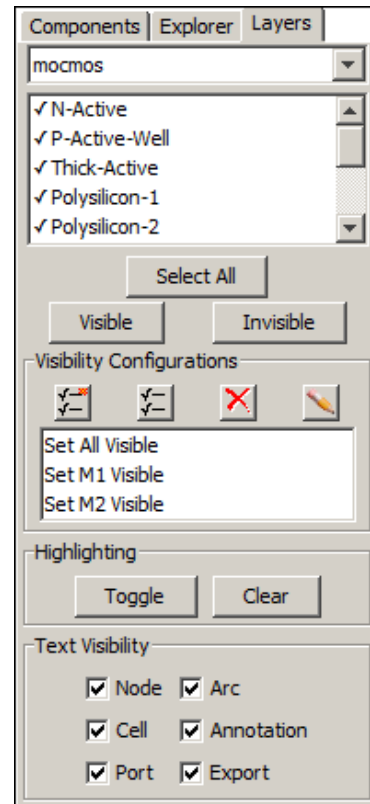 Components Explorer Layers
mocmos
✓ N-Active
✓ P-Active-Well
✓ Thick-Active
✓ Polysilicon-1
✓ Polysilicon-2
Select All
Visible Invisible
Visibility Configurations
Set All Visible
Set M1 Visible
Set M2 Visible
Highlighting
Toggle Clear
Text Visibility
Node Arc
Cell Annotation
Port Export